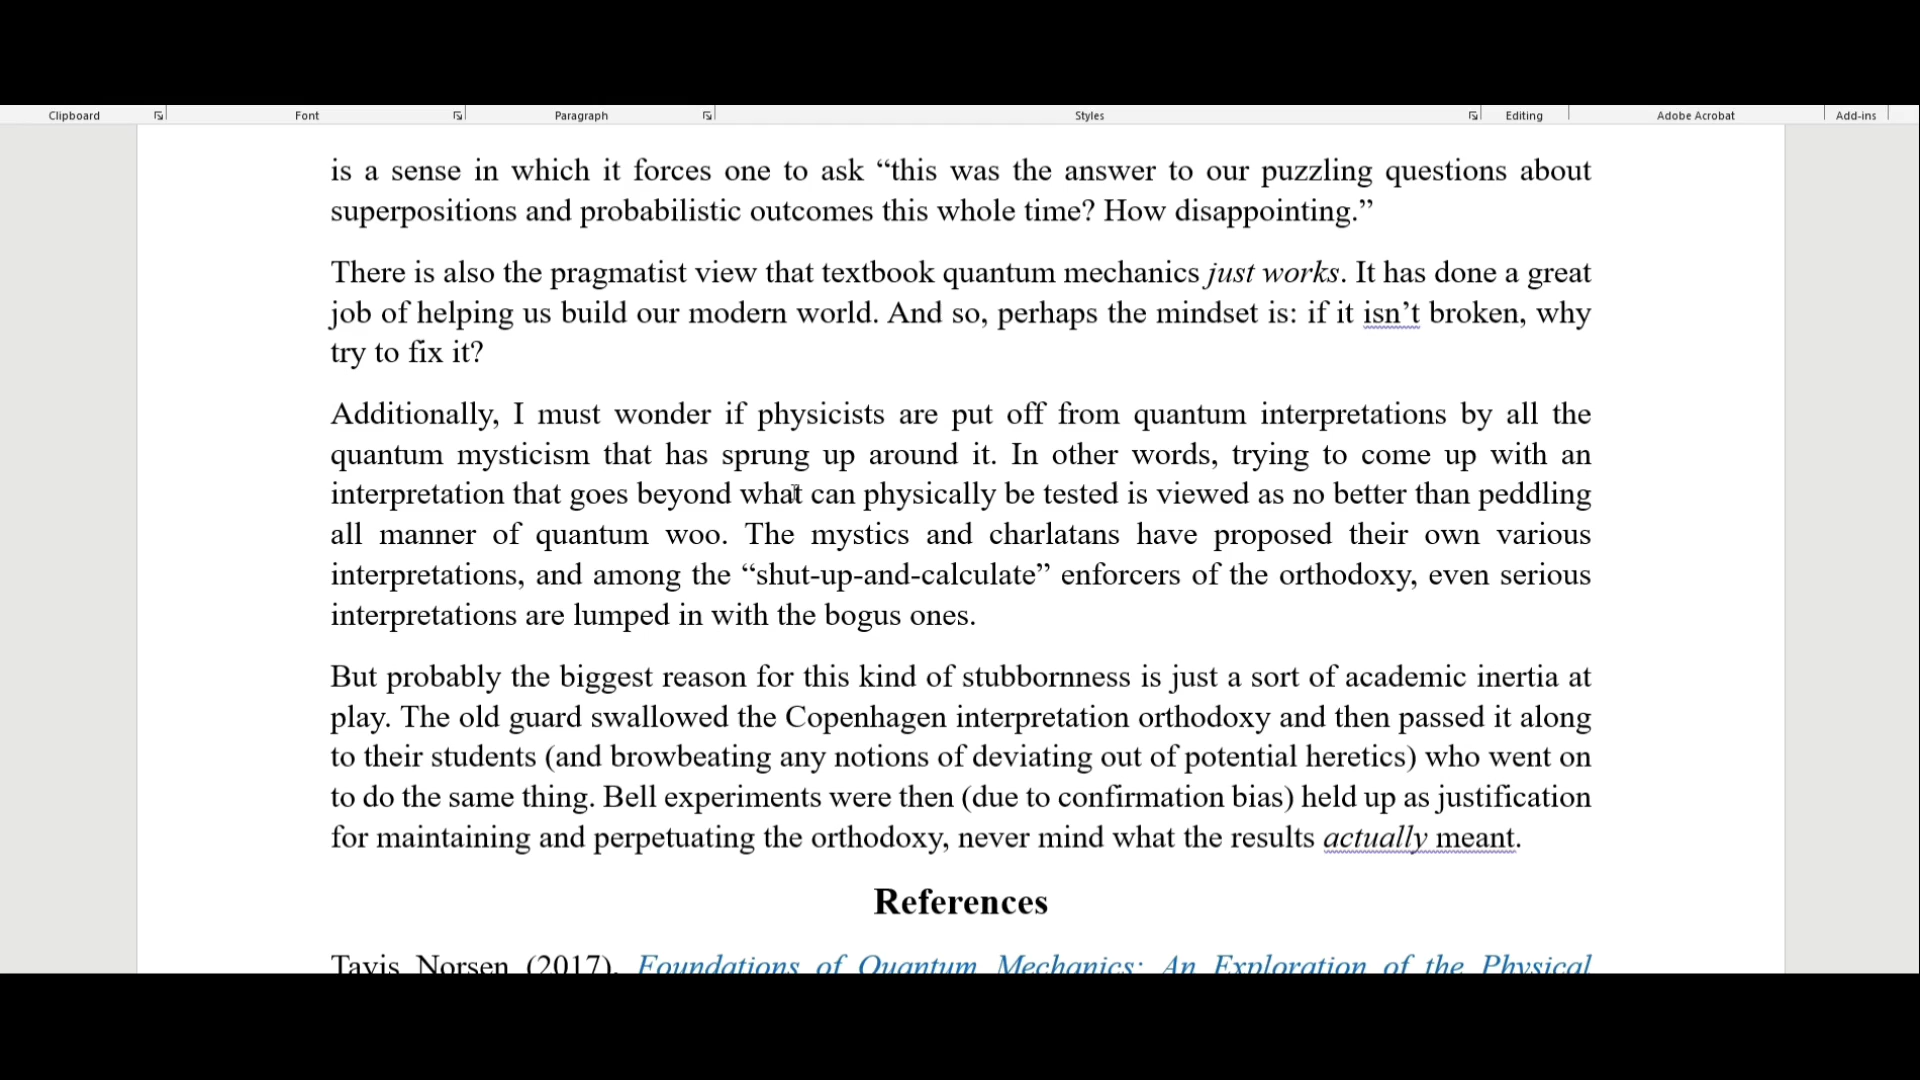 Clipboard Font Paragraph Styles Editing Adobe Acrobat Add-ins
is a sense in which it forces one to ask “this was the answer to our puzzling questions about
superpositions and probabilistic outcomes this whole time? How disappointing.”
There is also the pragmatist view that textbook quantum mechanics just works. It has done a great
job of helping us build our modern world. And so, perhaps the mindset is: if it isn’t broken, why
try to fix it?
Additionally, I must wonder if physicists are put off from quantum interpretations by all the
quantum mysticism that has sprung up around it. In other words, trying to come up with an
interpretation that goes beyond what can physically be tested is viewed as no better than peddling
all manner of quantum woo. The mystics and charlatans have proposed their own various
interpretations, and among the “shut-up-and-calculate” enforcers of the orthodoxy, even serious
interpretations are lumped in with the bogus ones.
But probably the biggest reason for this kind of stubbornness is just a sort of academic inertia at
play. The old guard swallowed the Copenhagen interpretation orthodoxy and then passed it along
to their students (and browbeating any notions of deviating out of potential heretics) who went on
to do the same thing. Bell experiments were then (due to confirmation bias) held up as justification
for maintaining and perpetuating the orthodoxy, never mind what the results actually meant.
References
Tavis Norsen (2017). Foundations of Quantum Mechanics: An Exploration of the Physical